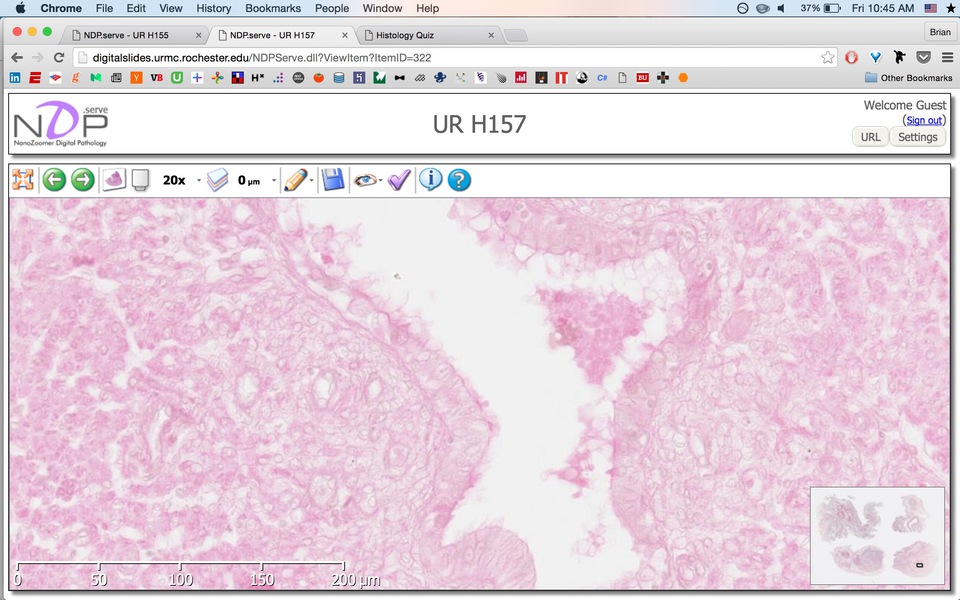 Chrome File Edit View History Bookmarks People Window Help 37% Fri 10:45 AM
NDP.serve - UR H155 NDP.serve - UR H157 Histology Quiz Brian
digitalslides.urmc.rochester.edu/NDPServe.dll?ViewItem?ItemID=322
Other Bookmarks
NDP .serve
NanoZoomer Digital Pathology
UR H157
Welcome Guest
(Sign out)
URL Settings
20x 0 µm
0 50 100 150 200 µm